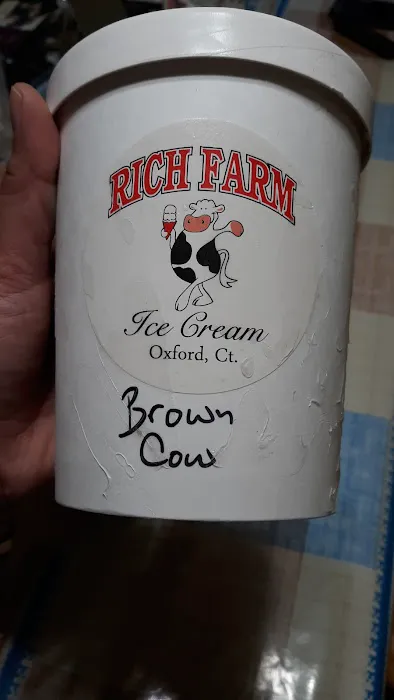 RICH FARM
Ice Cream
Oxford, Ct.
Brown
Cow